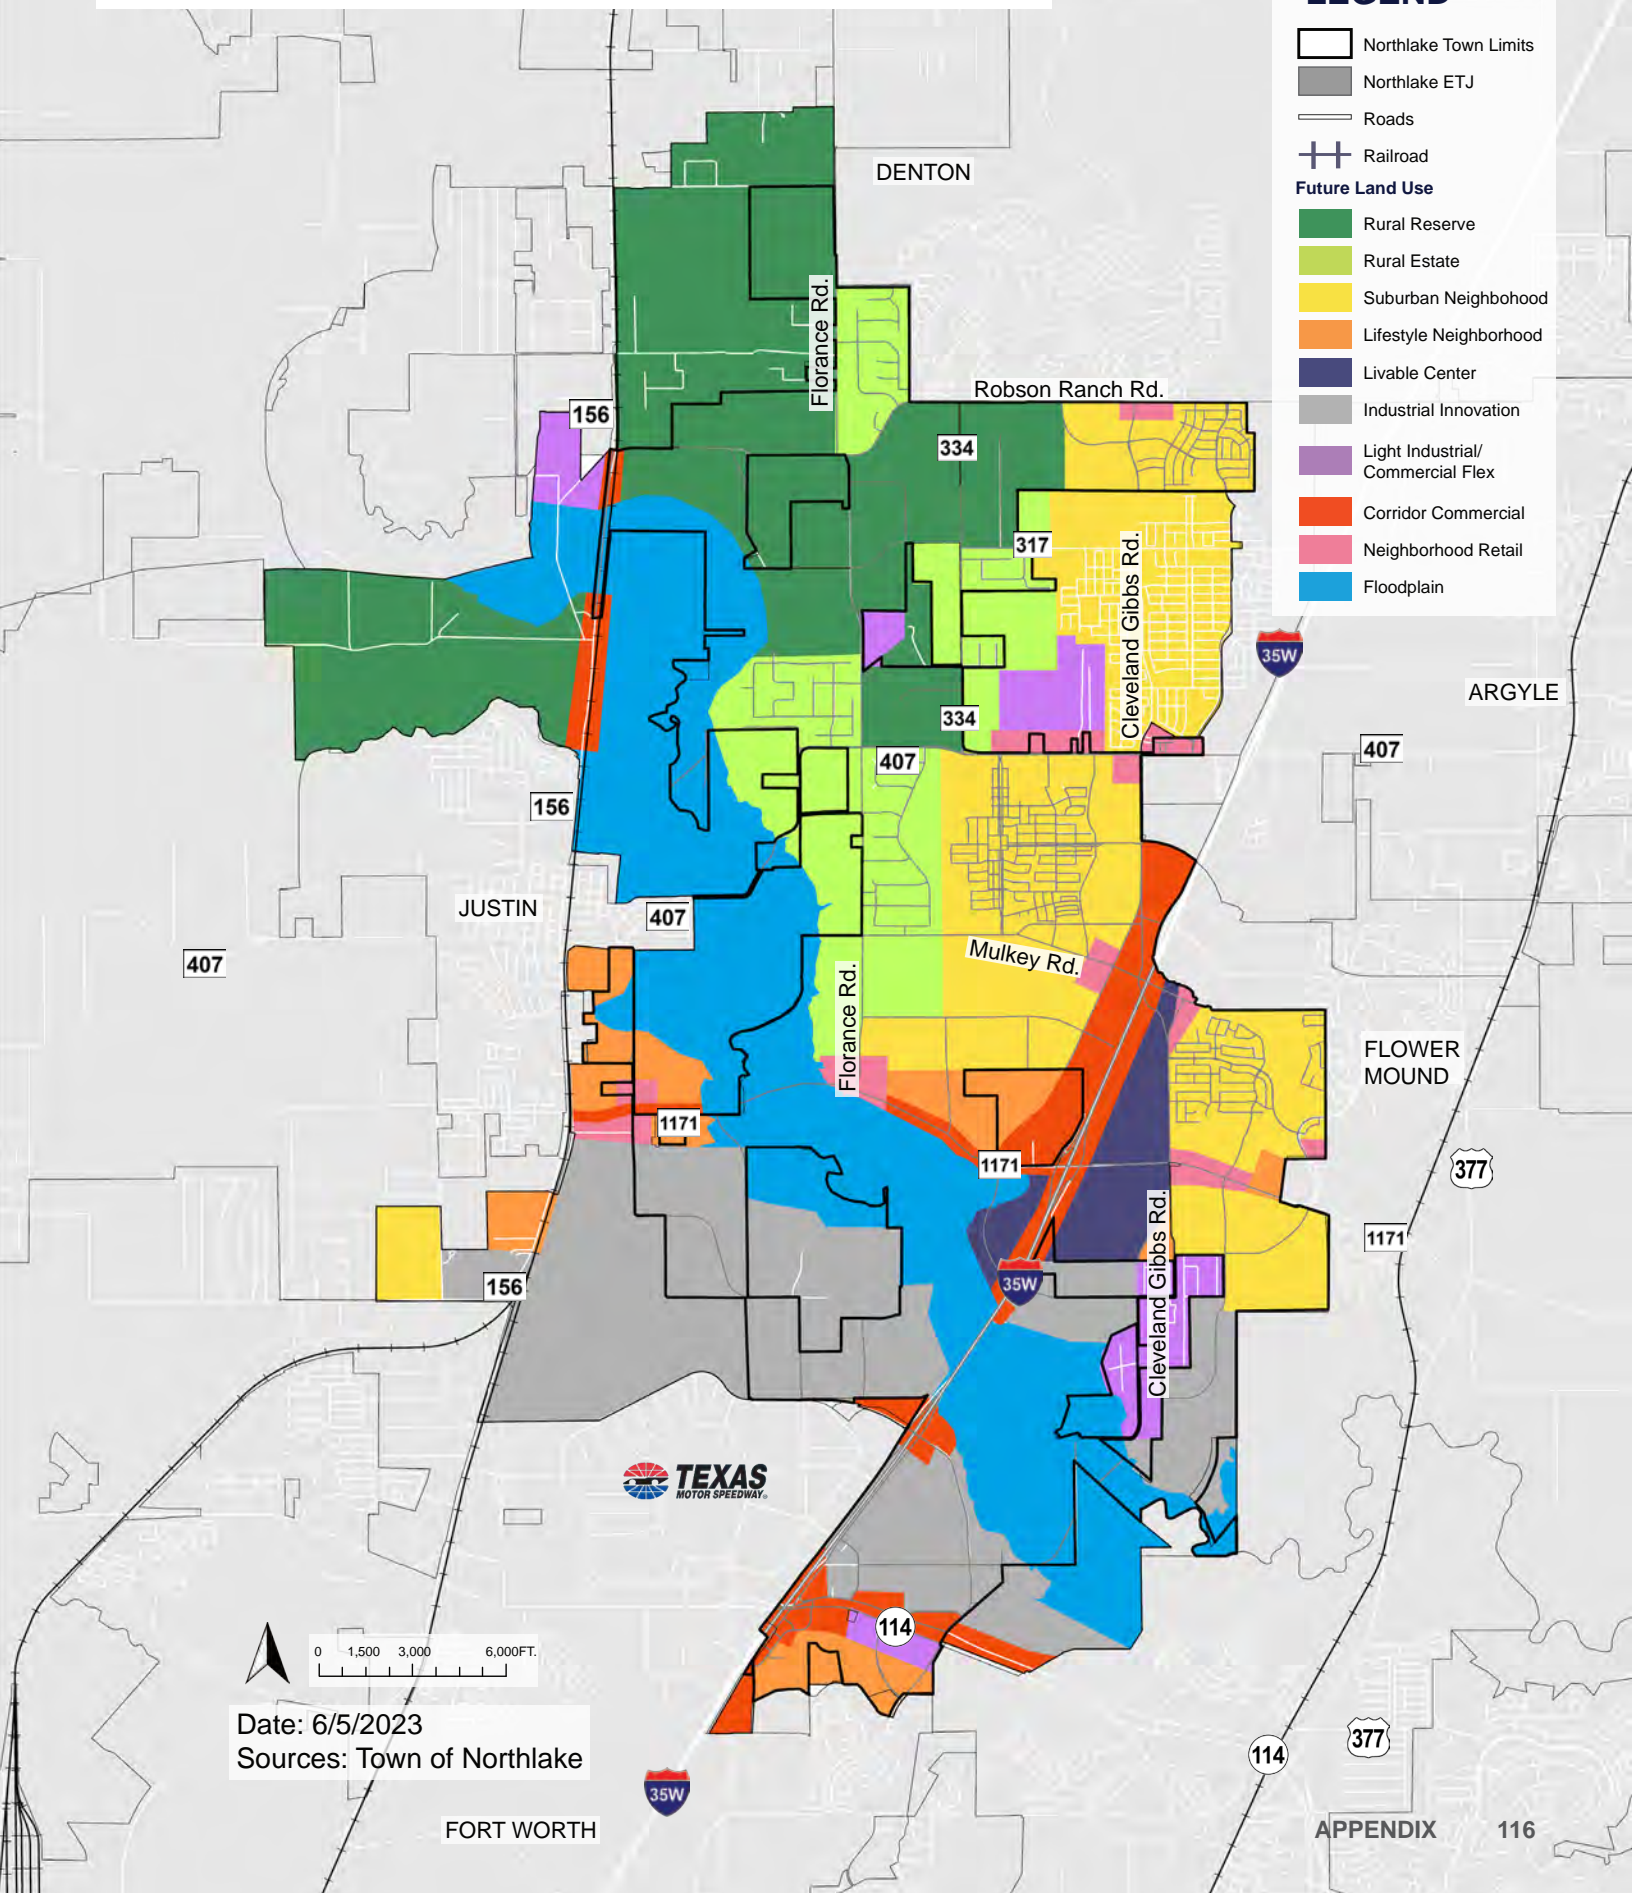 LEGEND
Northlake Town Limits
Northlake ETJ
Roads
Railroad
Future Land Use
Rural Reserve
Rural Estate
Suburban Neighbohood
Lifestyle Neighborhood
Livable Center
Industrial Innovation
Light Industrial/
Commercial Flex
Corridor Commercial
Neighborhood Retail
Floodplain
DENTON
Florance Rd.
Robson Ranch Rd.
156
334
317
Cleveland Gibbs Rd.
35W
ARGYLE
334
407
407
156
JUSTIN
407
407
Mulkey Rd.
Florance Rd.
FLOWER
MOUND
1171
1171
377
Cleveland Gibbs Rd.
1171
156
35W
TEXAS
MOTOR SPEEDWAY
114
0 1,500 3,000 6,000FT.
Date: 6/5/2023
Sources: Town of Northlake
377
114
35W
FORT WORTH
APPENDIX 116